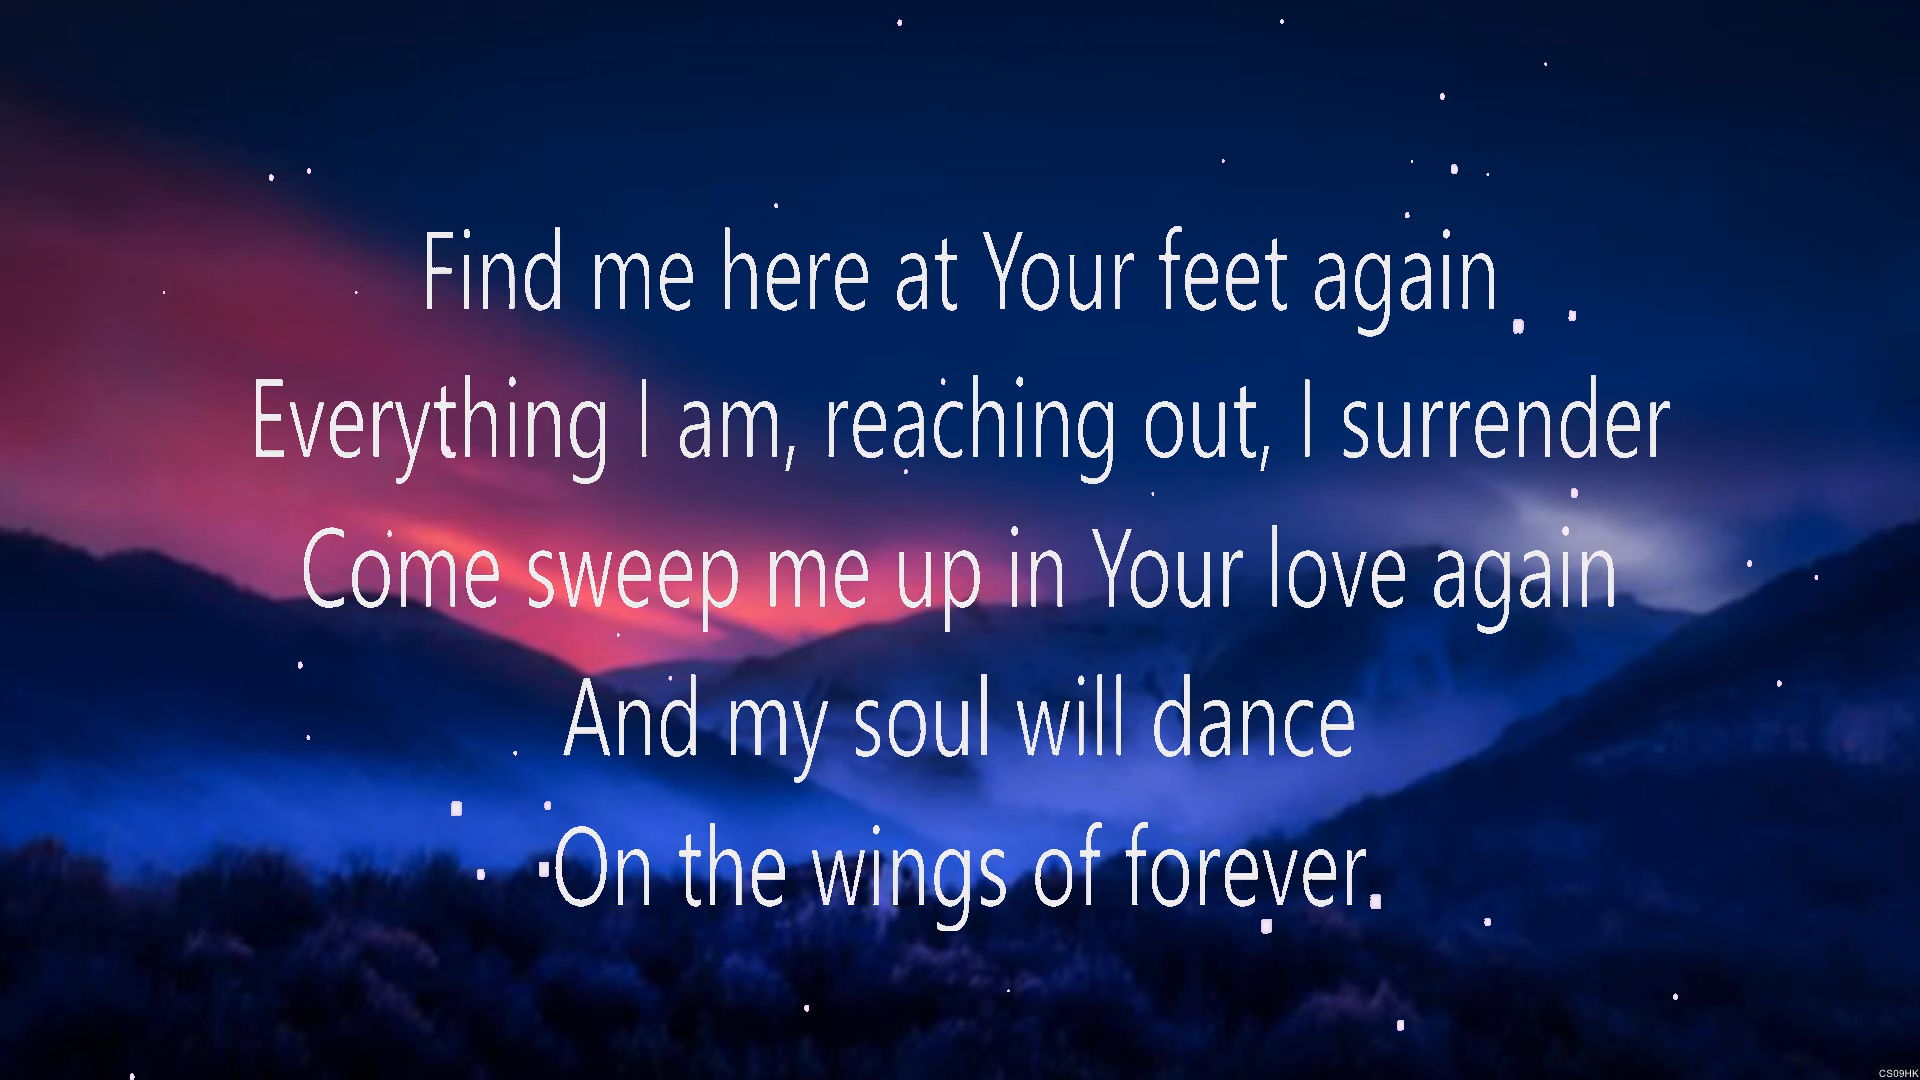 Find me here at Your feet again
Everything I am, reaching out, I surrender
Come sweep me up in Your love again
And my soul will dance
On the wings of forever
CS09HK